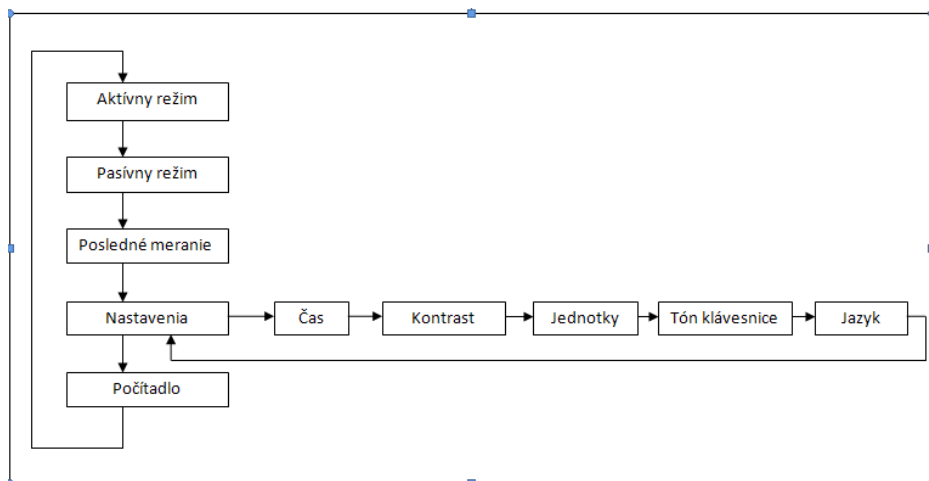 Aktívny režim
Pasívny režim
Posledné meranie
Nastavenia
Čas
Kontrast
Jednotky
Tón klávesnice
Jazyk
Počítadlo